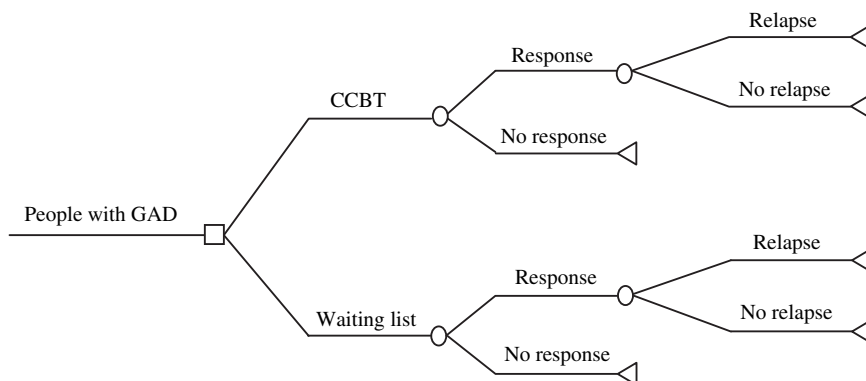 Relapse
Response
No relapse
CCBT
No response
People with GAD
Relapse
Response
No relapse
Waiting list
No response